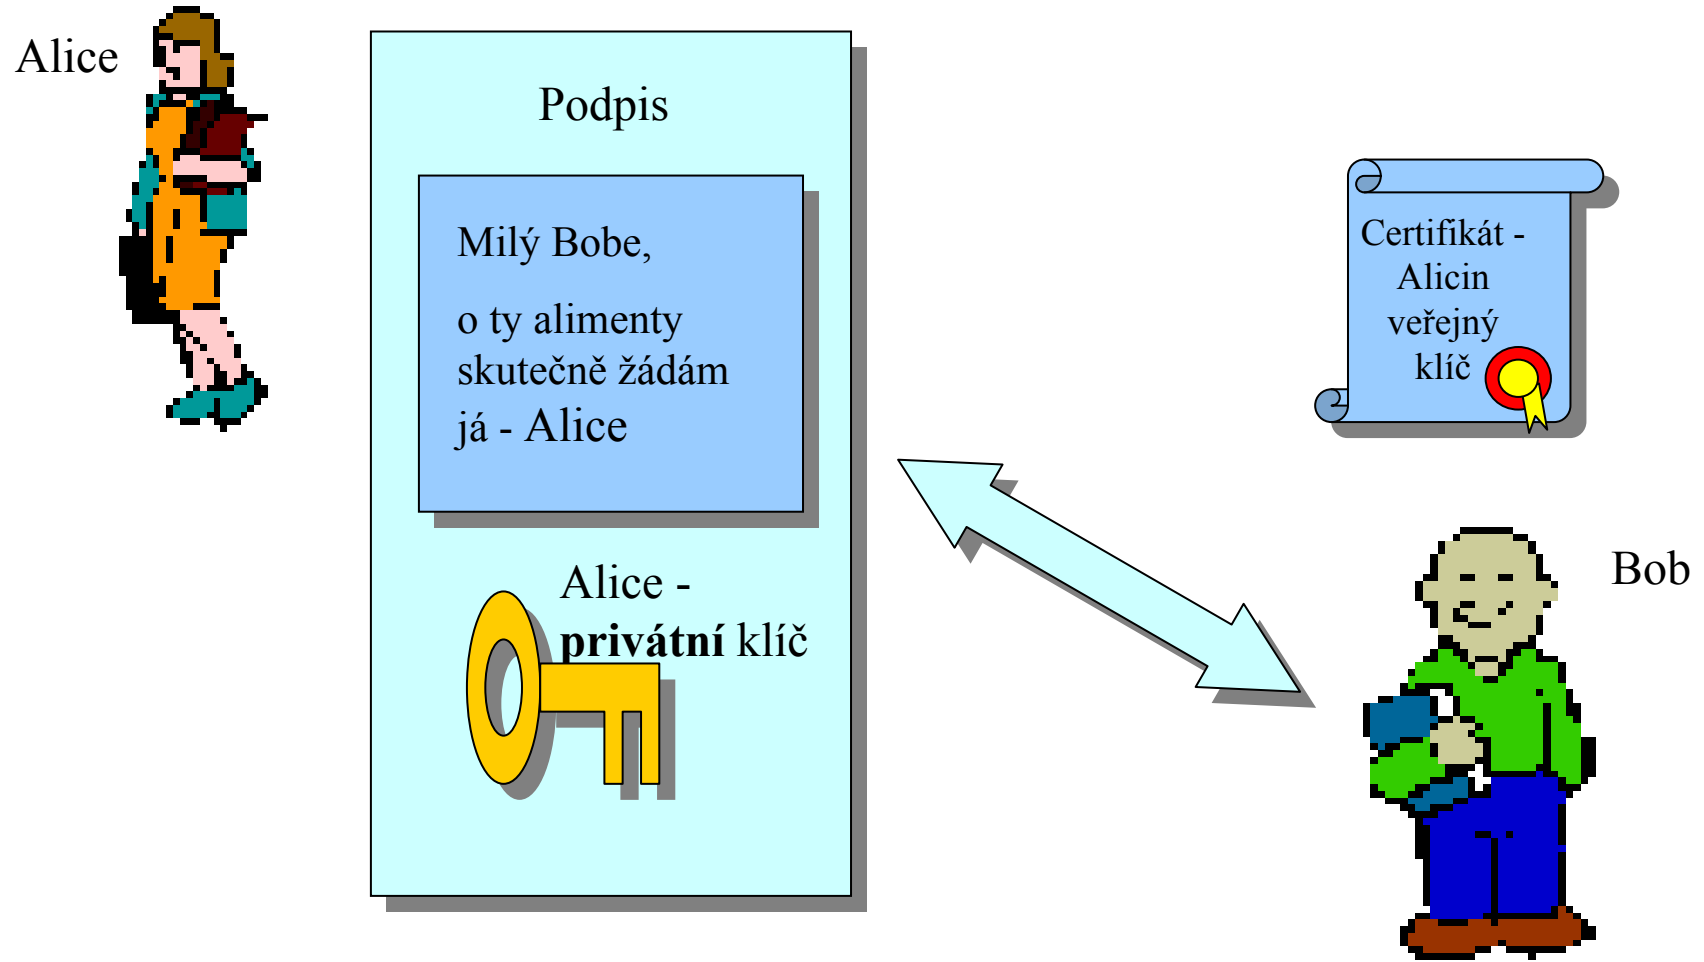 Alice
Podpis
Milý Bobe,
o ty alimenty
skutečně žádám
já - Alice
Alice -
privátní klíč
Certifikát -
Alicin
veřejný
klíč
Bob